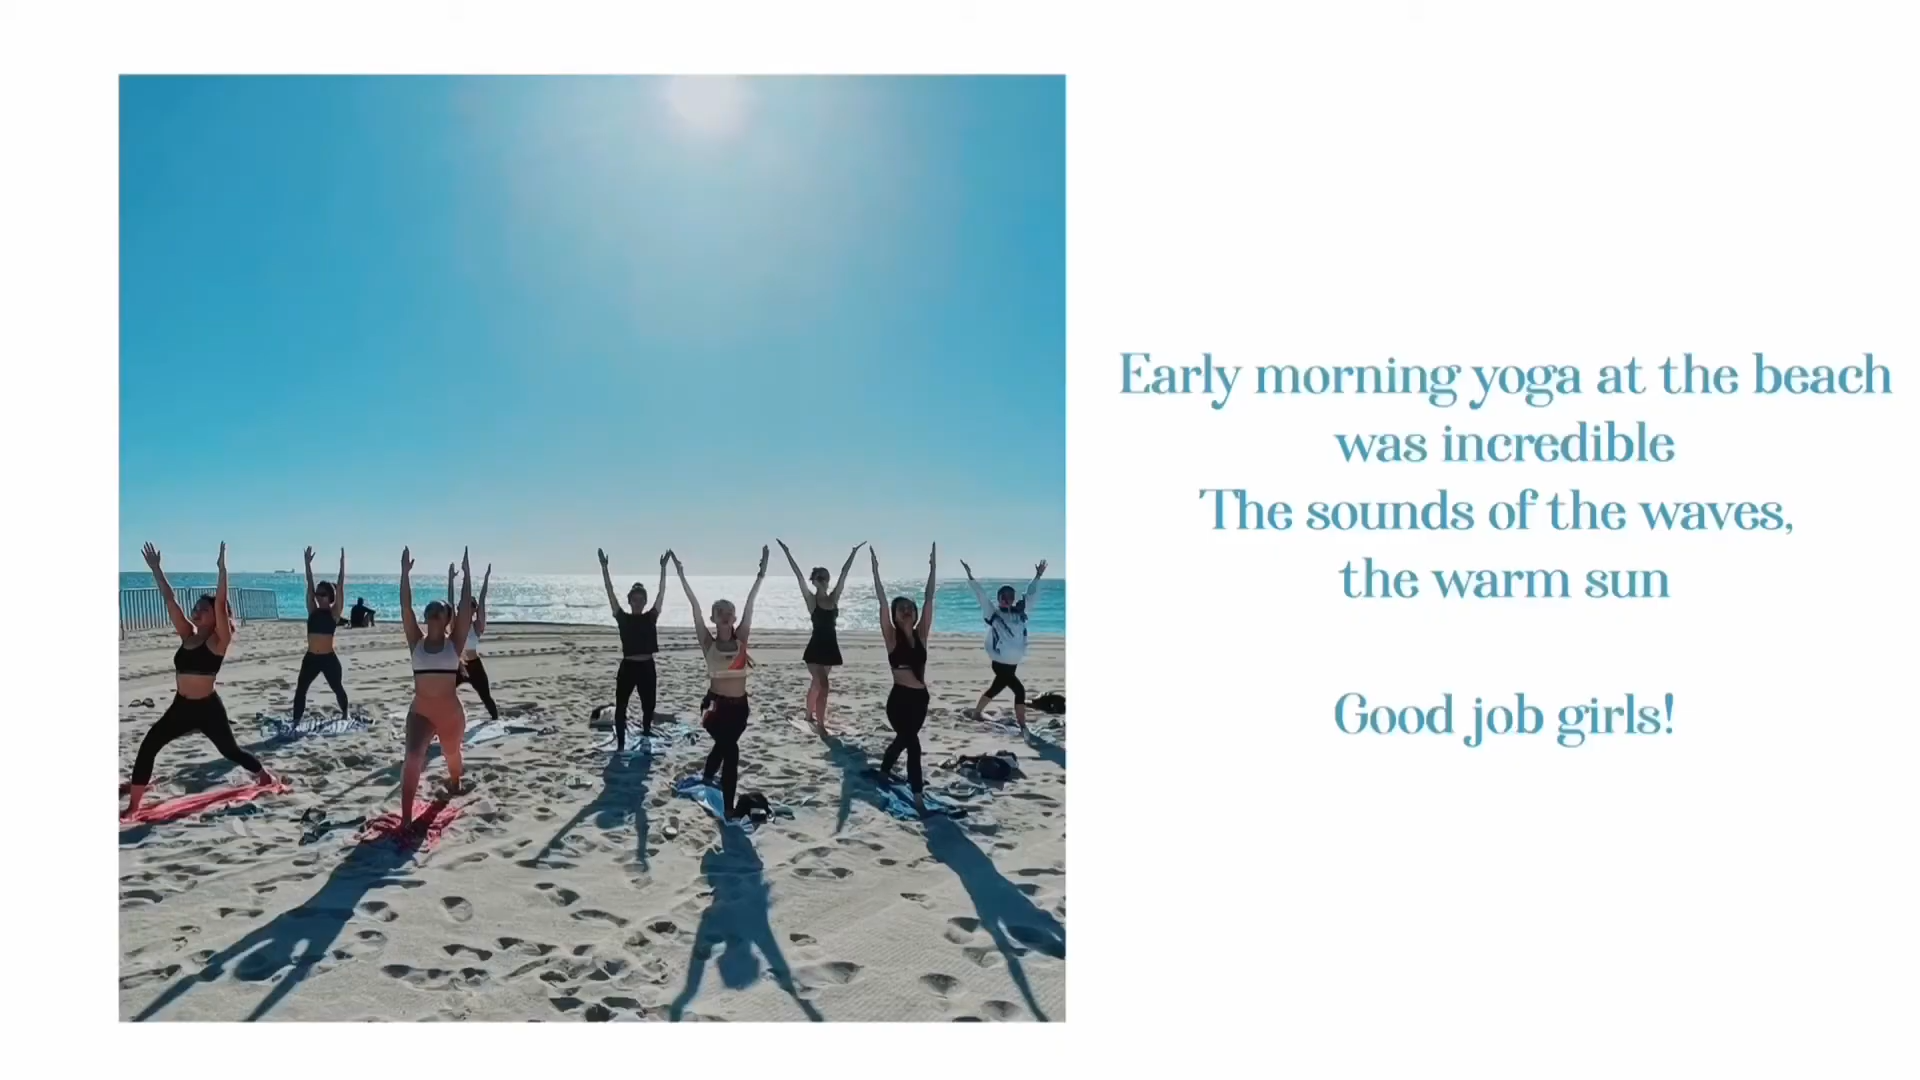 Early morning yoga at the beach
was incredible
The sounds of the waves,
the warm sun
Good job girls!